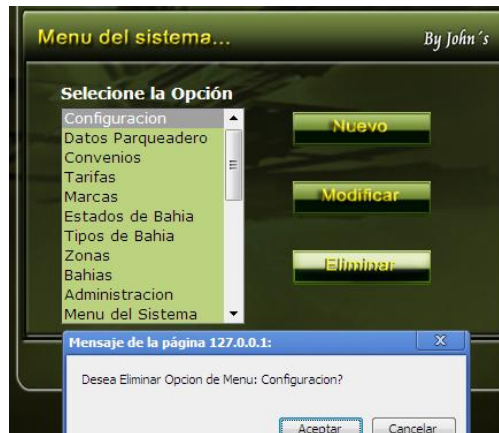 Menu del sistema...
By John´s
Selecione la Opción
Configuracion
Datos Parqueadero
Convenios
Tarifas
Marcas
Estados de Bahia
Tipos de Bahia
Zonas
Bahias
Administracion
Menu del Sistema
Nuevo
Modificar
Eliminar
Mensaje de la página 127.0.0.1:
X
Desea Eliminar Opcion de Menu: Configuracion?
Aceptar
Cancelar